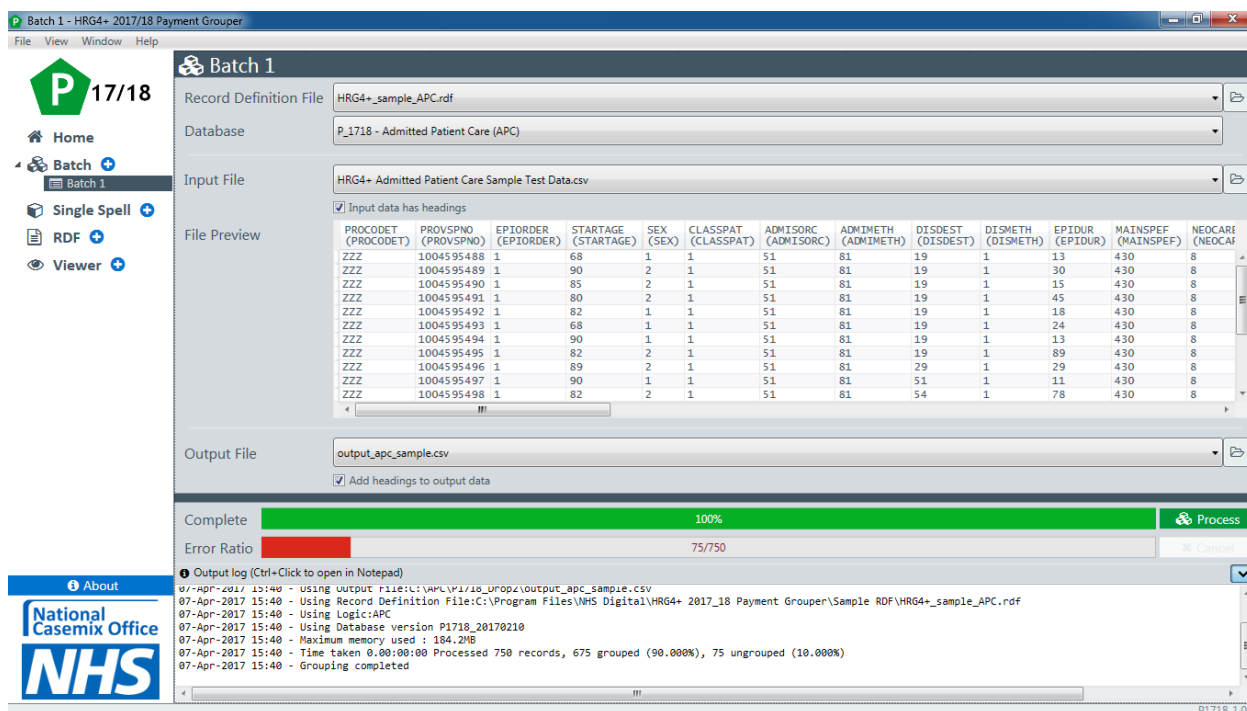 Batch 1 - HRG4+ 2017/18 Payment Grouper
File View Window Help
P 17/18
Home
Batch
Batch 1
Single Spell
RDF
Viewer
Batch 1
Record Definition File HRG4+_sample_APC.rdf
Database P_1718 - Admitted Patient Care (APC)
Input File HRG4+ Admitted Patient Care Sample Test Data.csv
Input data has headings
File Preview
PROCODET PROVSPNO EPIORDER STARTAGE SEX CLASSPAT ADMISORC ADMIMETH DISDEST DISMETH EPIDUR MAINSPEF NEOCARE
(PROCODET) (PROVSPNO) (EPIORDER) (STARTAGE) (SEX) (CLASSPAT) (ADMISORC) (ADMIMETH) (DISDEST) (DISMETH) (EPIDUR) (MAINSPEF) (NEOCAR
ZZZ 1004595488 1 68 1 1 51 81 19 1 13 430 8
ZZZ 1004595489 1 90 2 1 51 81 19 1 30 430 8
ZZZ 1004595490 1 85 2 1 51 81 19 1 15 430 8
ZZZ 1004595491 1 80 2 1 51 81 19 1 45 430 8
ZZZ 1004595492 1 82 1 1 51 81 19 1 18 430 8
ZZZ 1004595493 1 68 1 1 51 81 19 1 24 430 8
ZZZ 1004595494 1 90 1 1 51 81 19 1 13 430 8
ZZZ 1004595495 1 82 2 1 51 81 19 1 89 430 8
ZZZ 1004595496 1 89 2 1 51 81 29 1 29 430 8
ZZZ 1004595497 1 90 1 1 51 81 51 1 11 430 8
ZZZ 1004595498 1 82 2 1 51 81 54 1 78 430 8
Output File output_apc_sample.csv
Add headings to output data
Complete 100% Process
Error Ratio 75/750 Cancel
Output log (Ctrl+Click to open in Notepad)
07-Apr-2017 15:40 - Using Output File:C:\APC\P1718_Drop2\output_apc_sample.csv
07-Apr-2017 15:40 - Using Record Definition File:C:\Program Files\NHS Digital\HRG4+ 2017_18 Payment Grouper\Sample RDF\HRG4+_sample_APC.rdf
07-Apr-2017 15:40 - Using Logic:APC
07-Apr-2017 15:40 - Using Database version P1718_20170210
07-Apr-2017 15:40 - Maximum memory used : 184.2MB
07-Apr-2017 15:40 - Time taken 0.00:00:00 Processed 750 records, 675 grouped (90.000%), 75 ungrouped (10.000%)
07-Apr-2017 15:40 - Grouping completed
About
National
Casemix Office
NHS
P1718_1.0